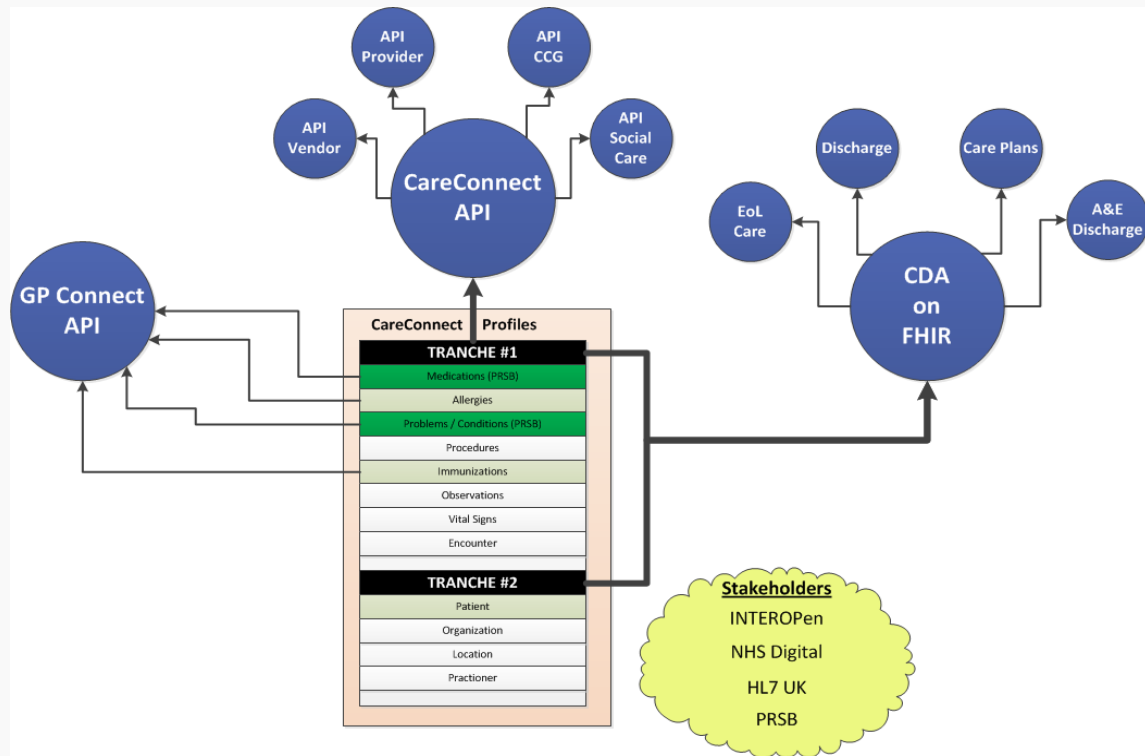 API
Provider
API
CCG
API
Vendor
API
Social
Care
CareConnect
API
Discharge
Care Plans
EoL
Care
A&E
Discharge
CDA
on
FHIR
GP Connect
API
CareConnect Profiles
TRANCHE #1
Medications (PRSB)
Allergies
Problems / Conditions (PRSB)
Procedures
Immunizations
Observations
Vital Signs
Encounter
TRANCHE #2
Patient
Organization
Location
Practioner
Stakeholders
INTEROPen
NHS Digital
HL7 UK
PRSB